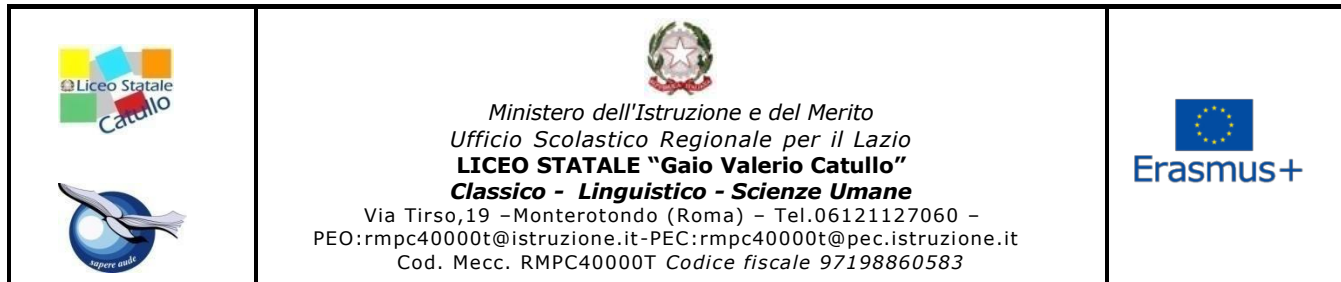 Liceo Statale
Catullo
sapere aude
Ministero dell'Istruzione e del Merito
Ufficio Scolastico Regionale per il Lazio
LICEO STATALE “Gaio Valerio Catullo”
Classico - Linguistico - Scienze Umane
Via Tirso,19 –Monterotondo (Roma) – Tel.06121127060 –
PEO:rmpc40000t@istruzione.it-PEC:rmpc40000t@pec.istruzione.it
Cod. Mecc. RMPC40000T Codice fiscale 97198860583
Erasmus+